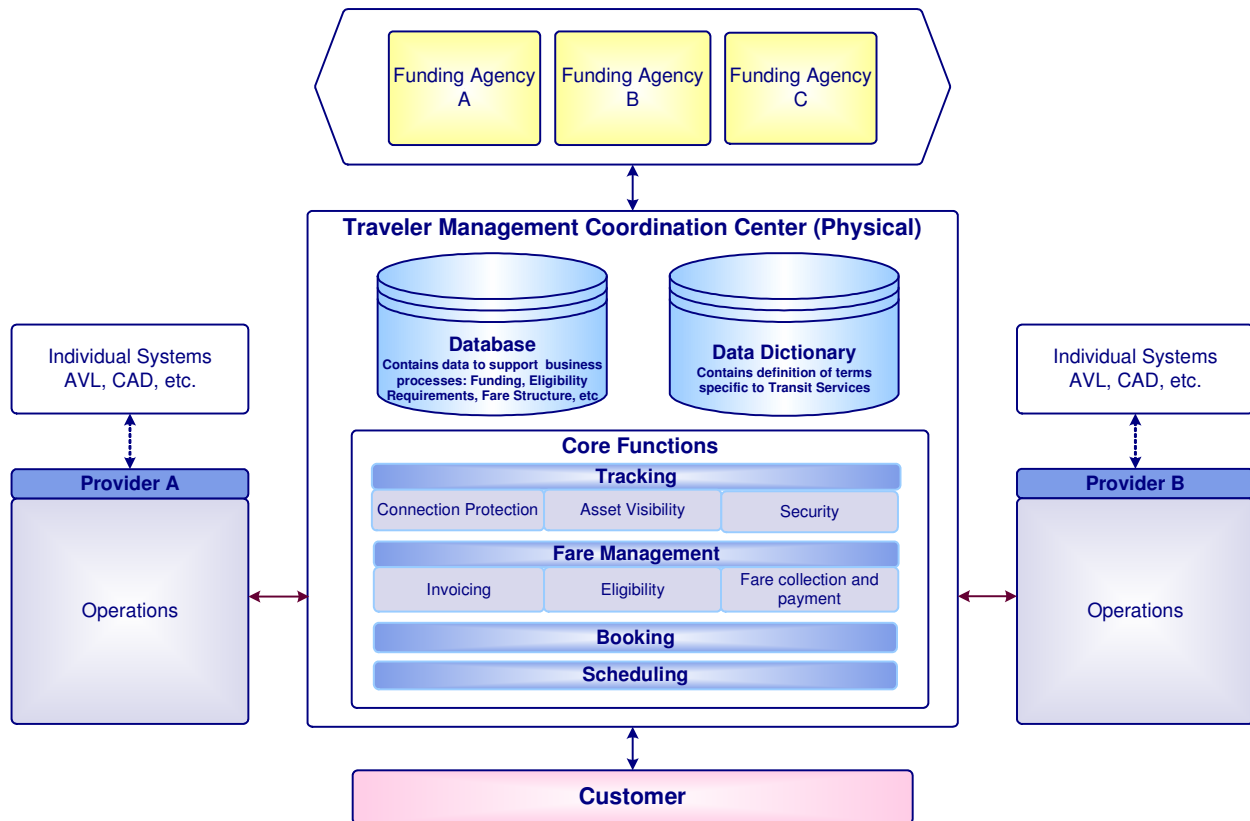 Funding Agency
A
Funding Agency
B
Funding Agency
C
Traveler Management Coordination Center (Physical)
Database
Contains data to support business
processes: Funding, Eligibility
Requirements, Fare Structure, etc
Data Dictionary
Contains definition of terms
specific to Transit Services
Individual Systems
AVL, CAD, etc.
Provider A
Operations
Core Functions
Tracking
Connection Protection
Asset Visibility
Security
Fare Management
Invoicing
Eligibility
Fare collection and
payment
Booking
Scheduling
Individual Systems
AVL, CAD, etc.
Provider B
Operations
Customer